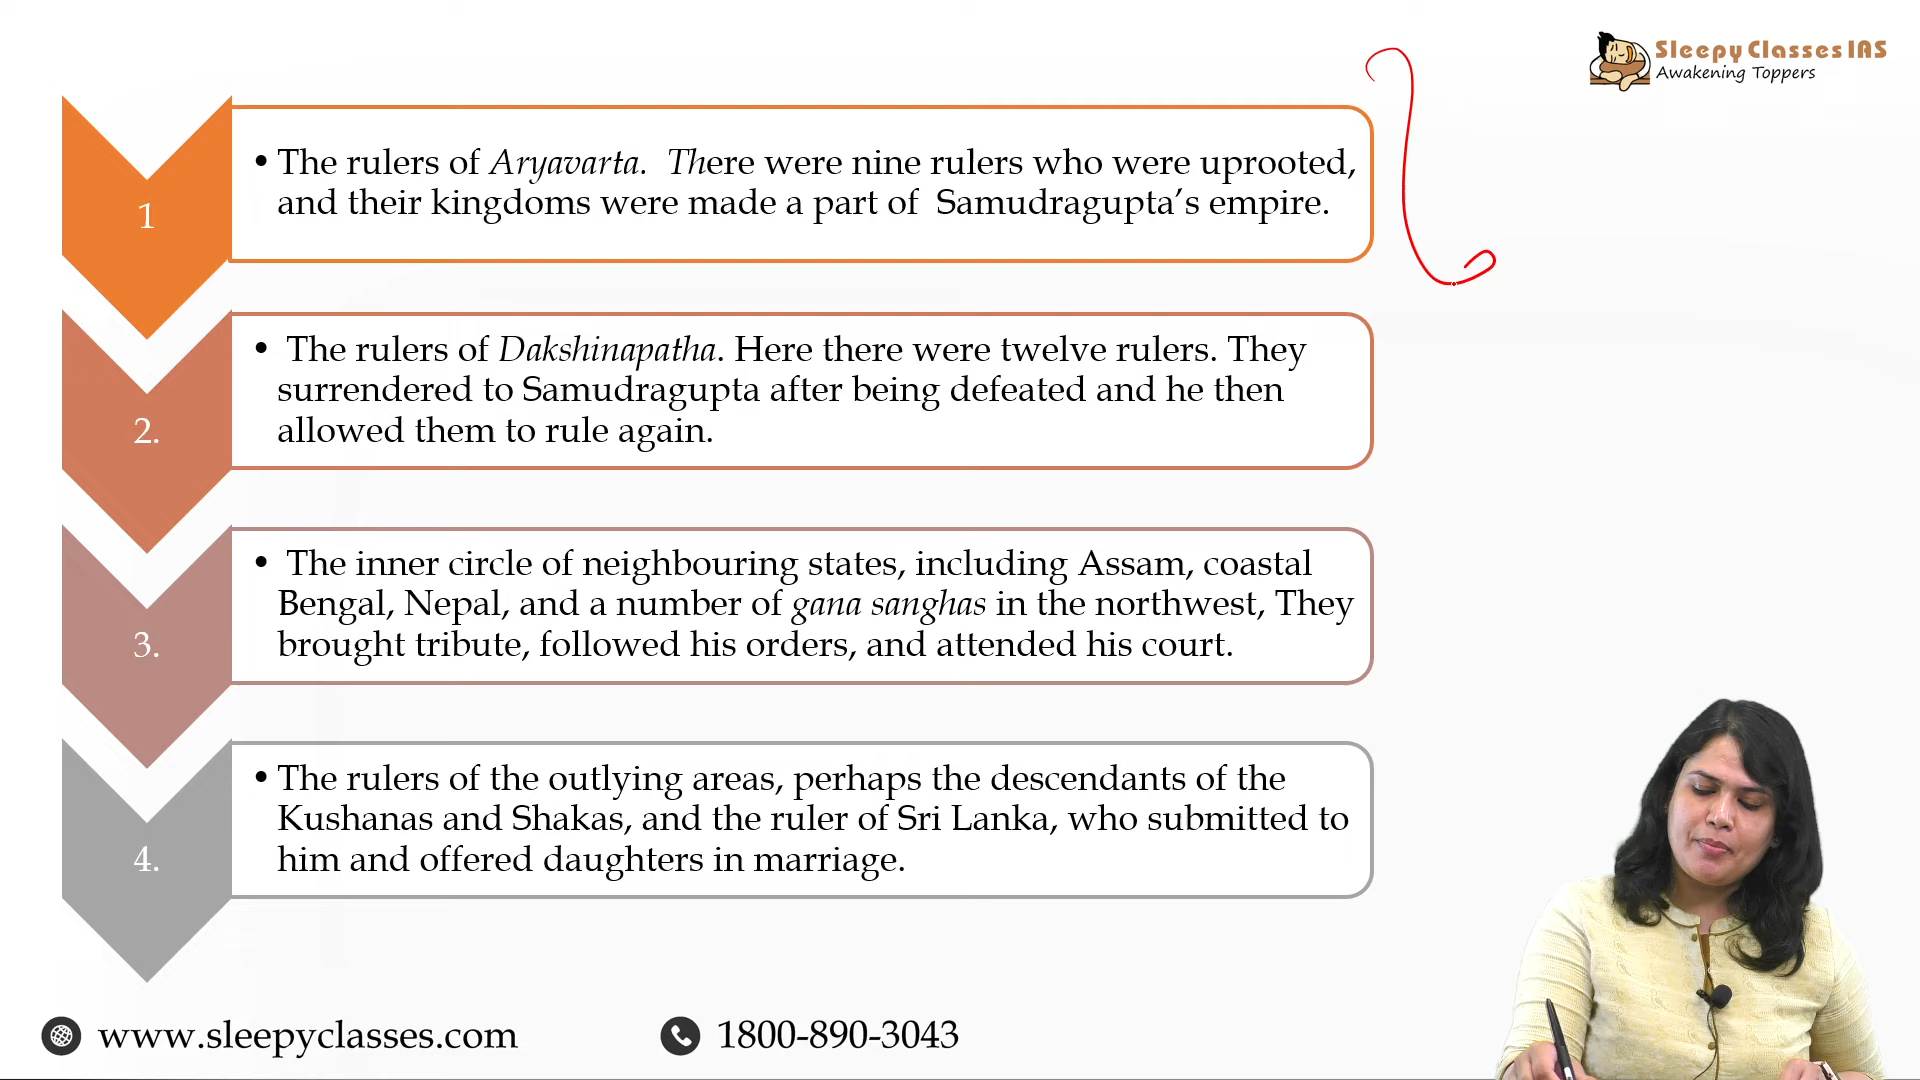 Sleepy Classes IAS
Awakening Toppers
1
• The rulers of Aryavarta. There were nine rulers who were uprooted,
and their kingdoms were made a part of Samudragupta’s empire.
2.
• The rulers of Dakshinapatha. Here there were twelve rulers. They
surrendered to Samudragupta after being defeated and he then
allowed them to rule again.
3.
• The inner circle of neighbouring states, including Assam, coastal
Bengal, Nepal, and a number of gana sanghas in the northwest, They
brought tribute, followed his orders, and attended his court.
4.
• The rulers of the outlying areas, perhaps the descendants of the
Kushanas and Shakas, and the ruler of Sri Lanka, who submitted to
him and offered daughters in marriage.
www.sleepyclasses.com
1800-890-3043